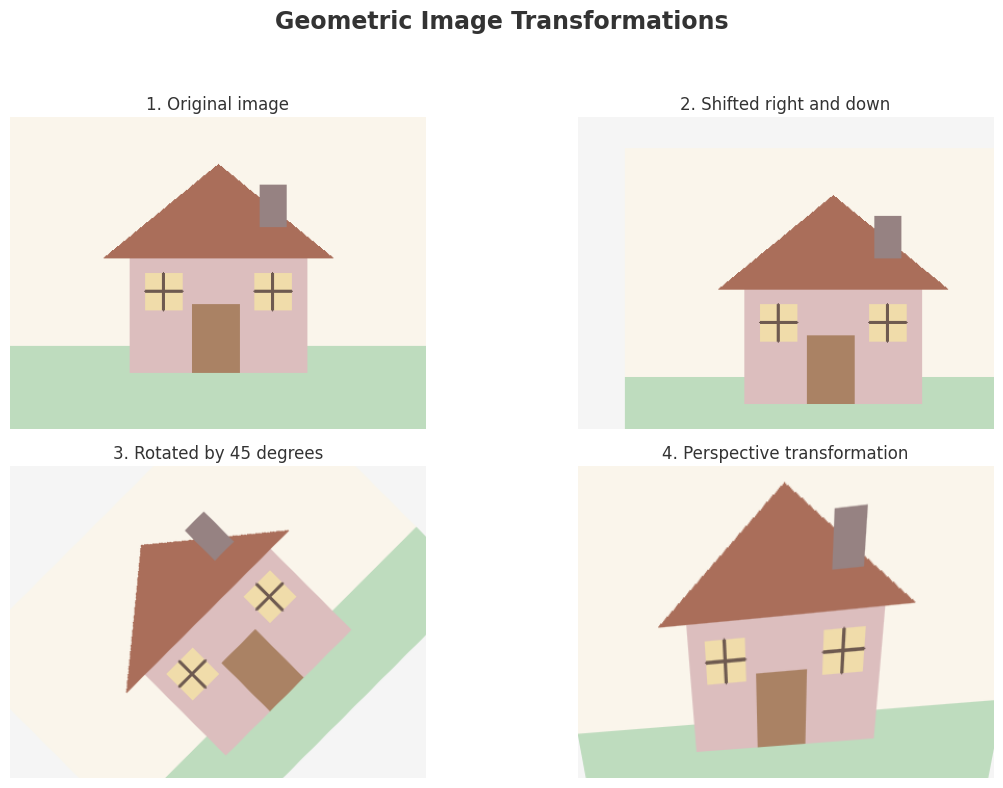 Geometric Image Transformations
1. Original image
2. Shifted right and down
3. Rotated by 45 degrees
4. Perspective transformation